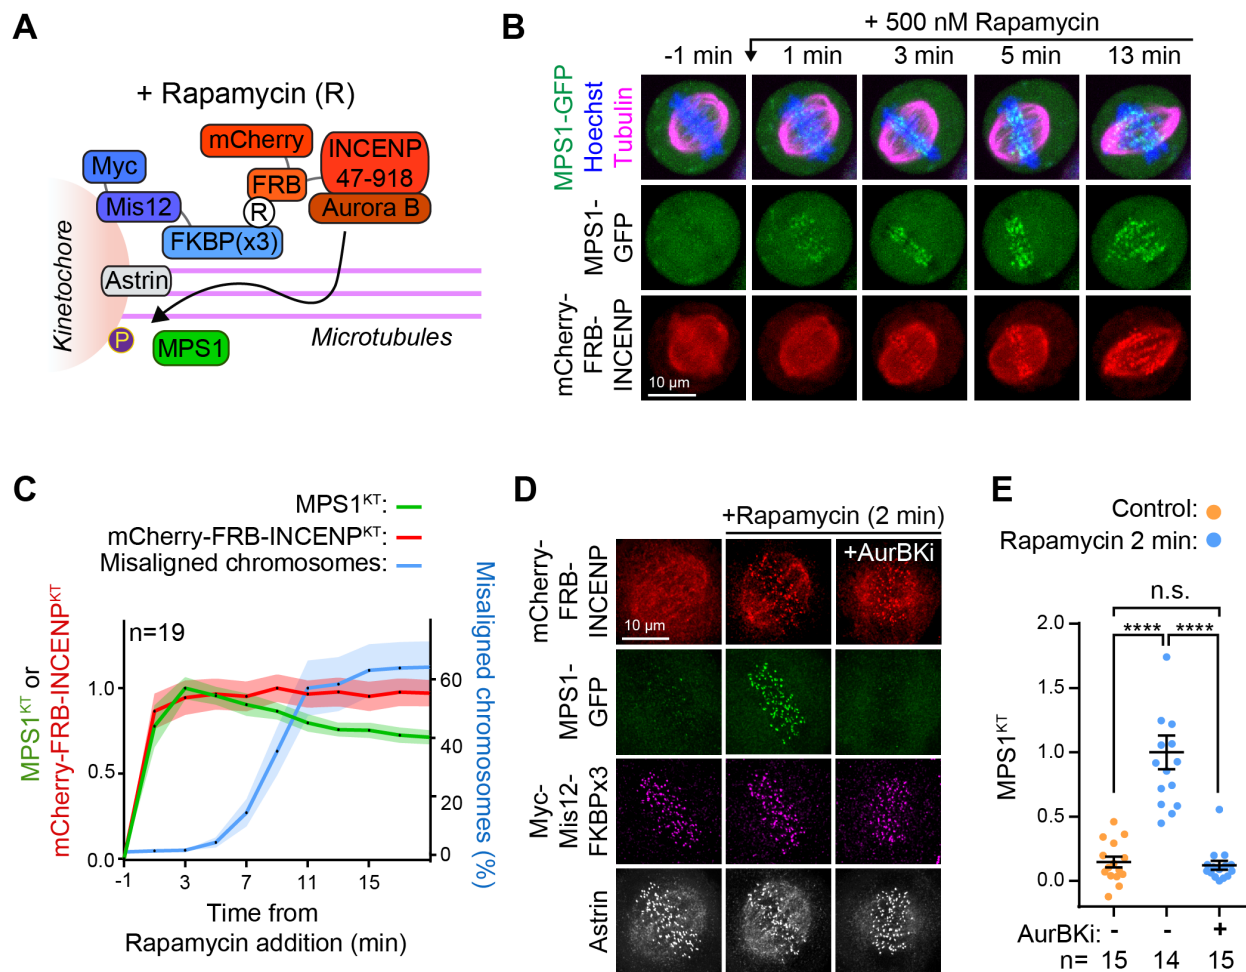 A
+ Rapamycin (R)
mCherry
Myc
INCENP
47-918
FRB
Mis12
R
Aurora B
FKBP(x3)
Kinetochore
Astrin
P
MPS1
Microtubules
B
+ 500 nM Rapamycin
-1 min
1 min
3 min
5 min
13 min
MPS1-GFP
Hoechst
Tubulin
MPS1-
GFP
mCherry-
FRB-
INCENP
10 µm
C
MPS1KT:
mCherry-FRB-INCENPKT:
Misaligned chromosomes:
n=19
MPS1KT or
mCherry-FRB-INCENPKT
1.0
0.5
0.0
Misaligned chromosomes (%)
60
40
20
0
-1
3
7
11
15
Time from
Rapamycin addition (min)
D
+Rapamycin (2 min)
+AurBKi
mCherry-
FRB-
INCENP
10 µm
MPS1-
GFP
Myc-
Mis12-
FKBPx3
Astrin
E
Control:
Rapamycin 2 min:
n.s.
****
****
MPS1KT
2.0
1.5
1.0
0.5
0.0
AurBKi: - - +
n= 15 14 15